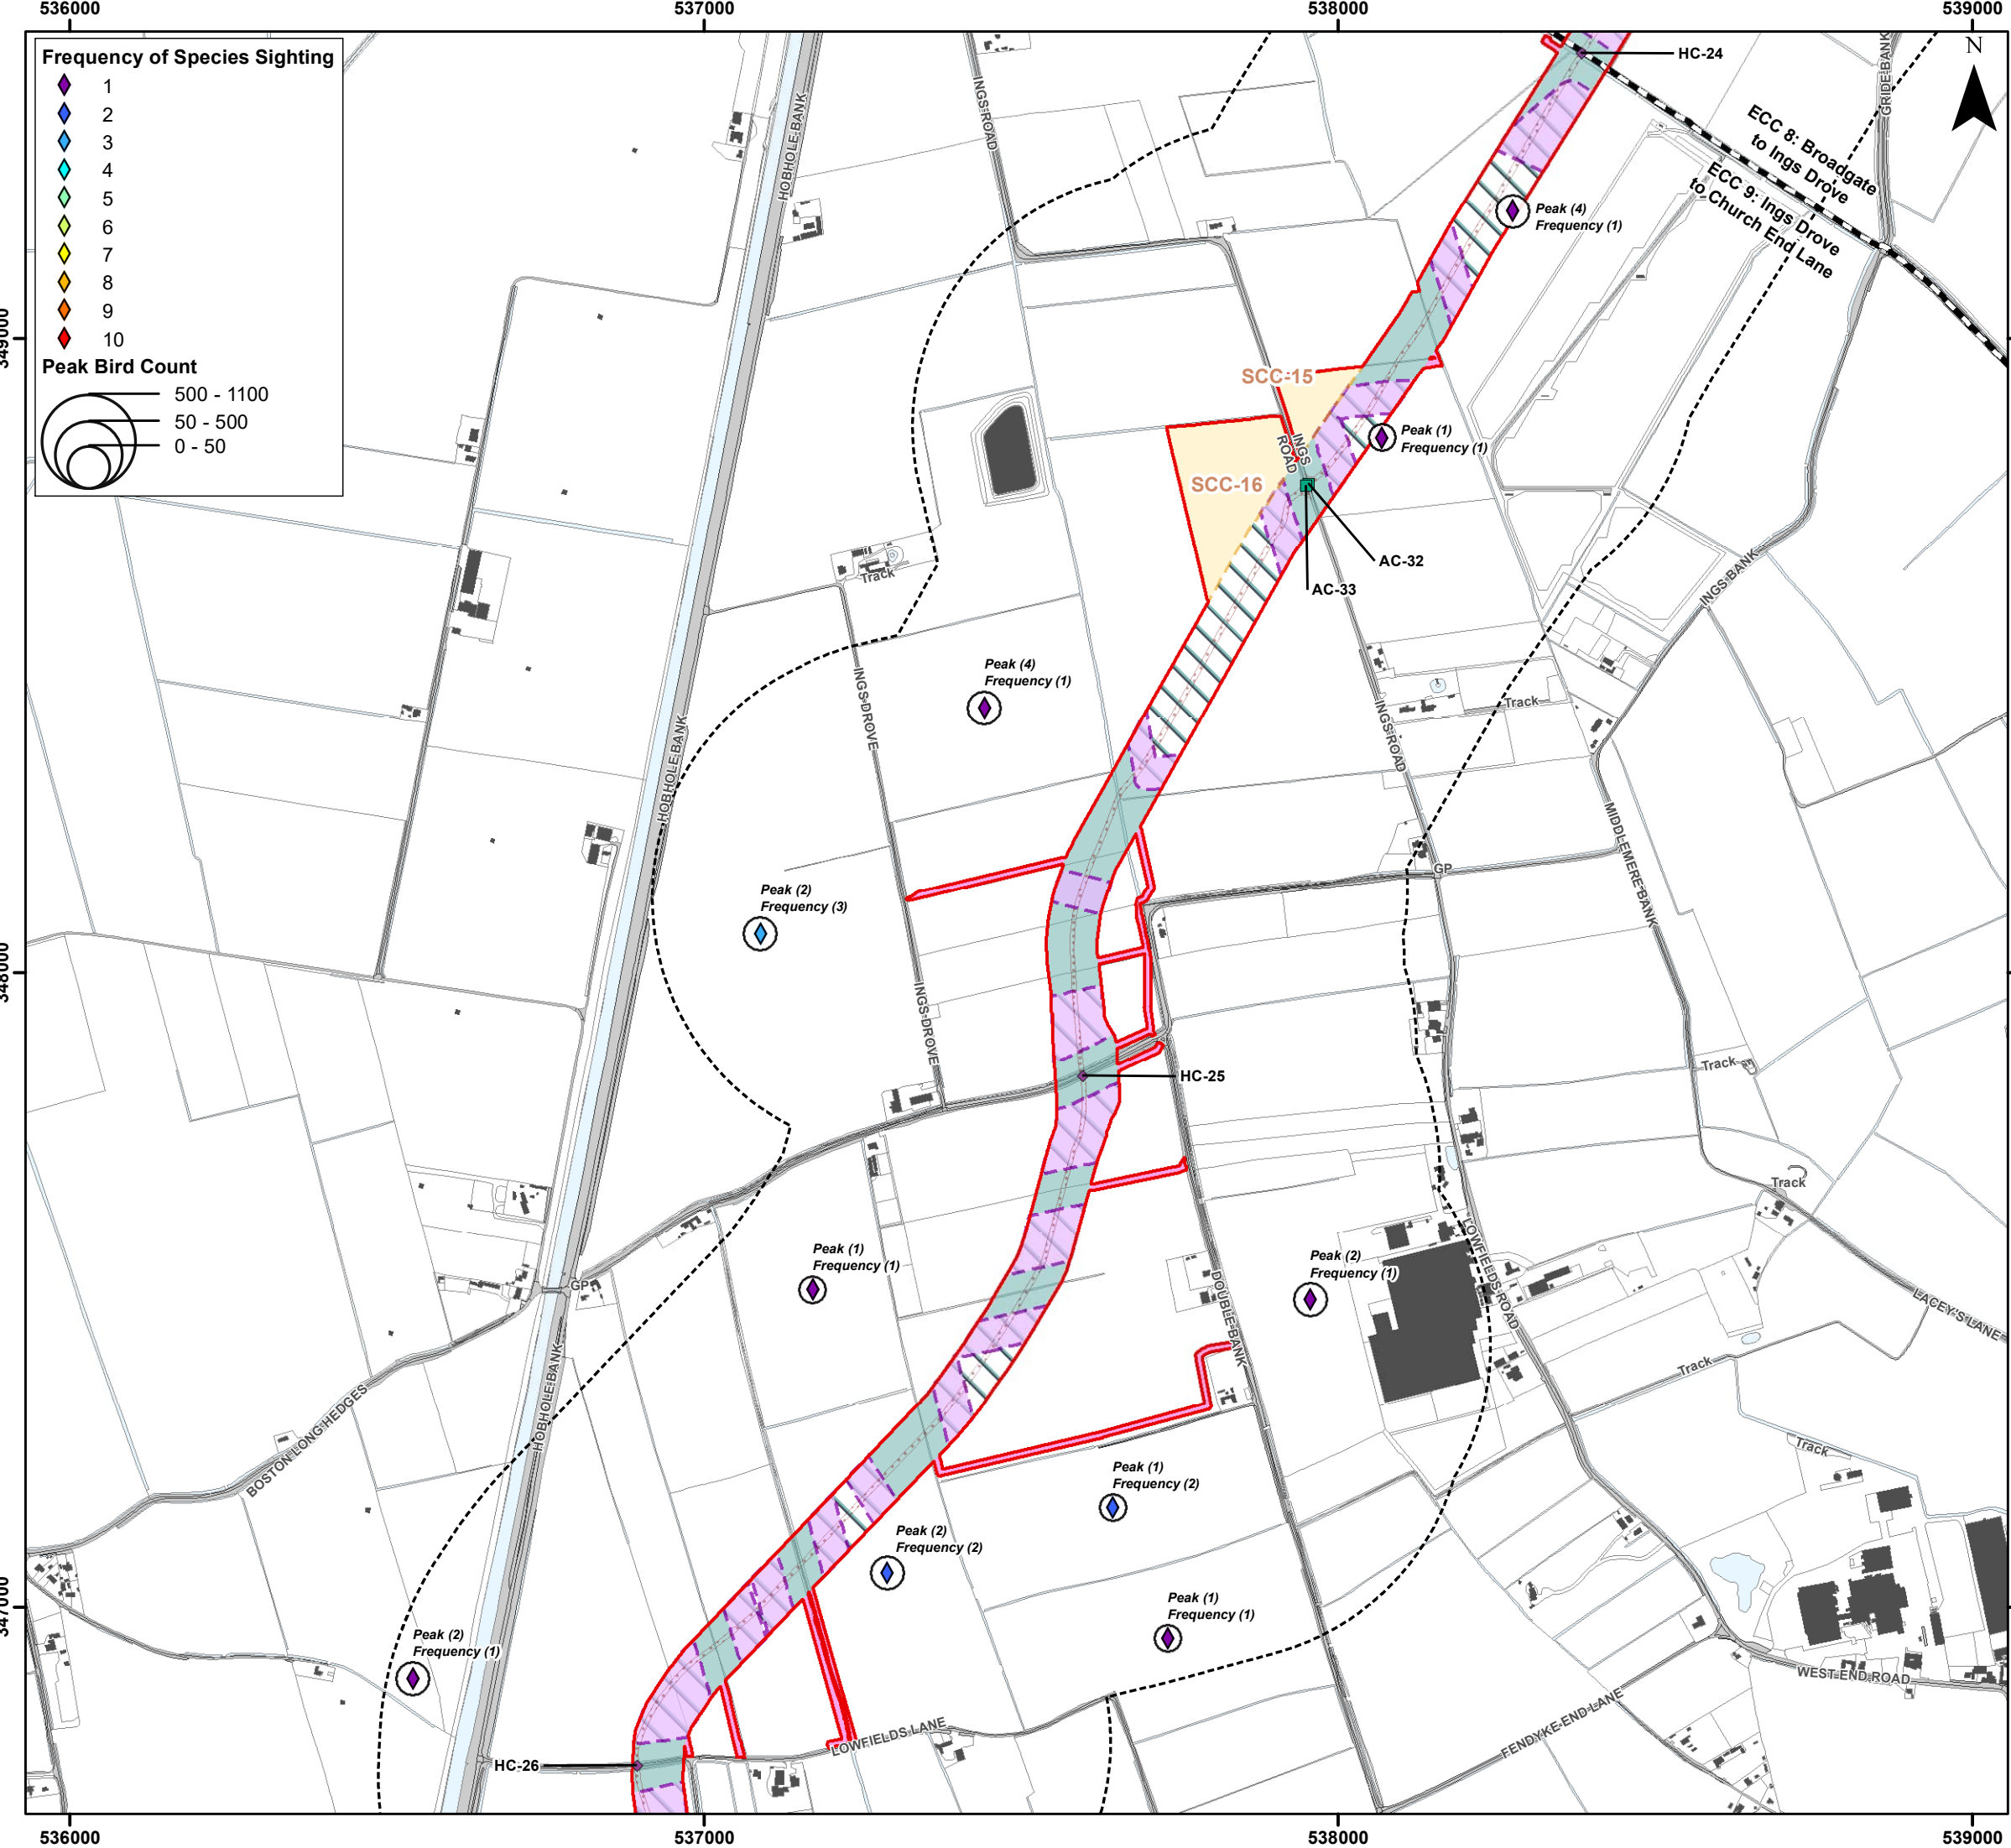 536000
537000
538000
539000
Frequency of Species Sighting
1
2
3
4
5
6
7
8
9
10
Peak Bird Count
500 - 1100
50 - 500
0 - 50
N
HC-24
GRIDE BANK
ECC 8: Broadgate
to Ings Drove
ECC 9: Ings Drove
to Church End Lane
INGS ROAD
HOBHOLE BANK
Peak (4)
Frequency (1)
349000
SCC-15
Peak (1)
Frequency (1)
INGS
ROAD
SCC-16
AC-32
AC-33
Track
INGS BANK
Peak (4)
Frequency (1)
INGS DROVE
INGS ROAD
Track
HOBHOLE BANK
MIDDLEMERE BANK
GP
Peak (2)
Frequency (3)
348000
INGS DROVE
HC-25
Track
Track
Peak (1)
Frequency (1)
Peak (2)
Frequency (1)
LOWFIELDS ROAD
DOUBLE BANK
GP
LACEY'S LANE
Track
HOBHOLE BANK
BOSTON LONG HEDGES
Track
Peak (1)
Frequency (2)
Peak (2)
Frequency (2)
Peak (1)
Frequency (1)
347000
Peak (2)
Frequency (1)
WEST END ROAD
FENDYKE END LANE
LOWFIELDS LANE
HC-26
536000
537000
538000
539000